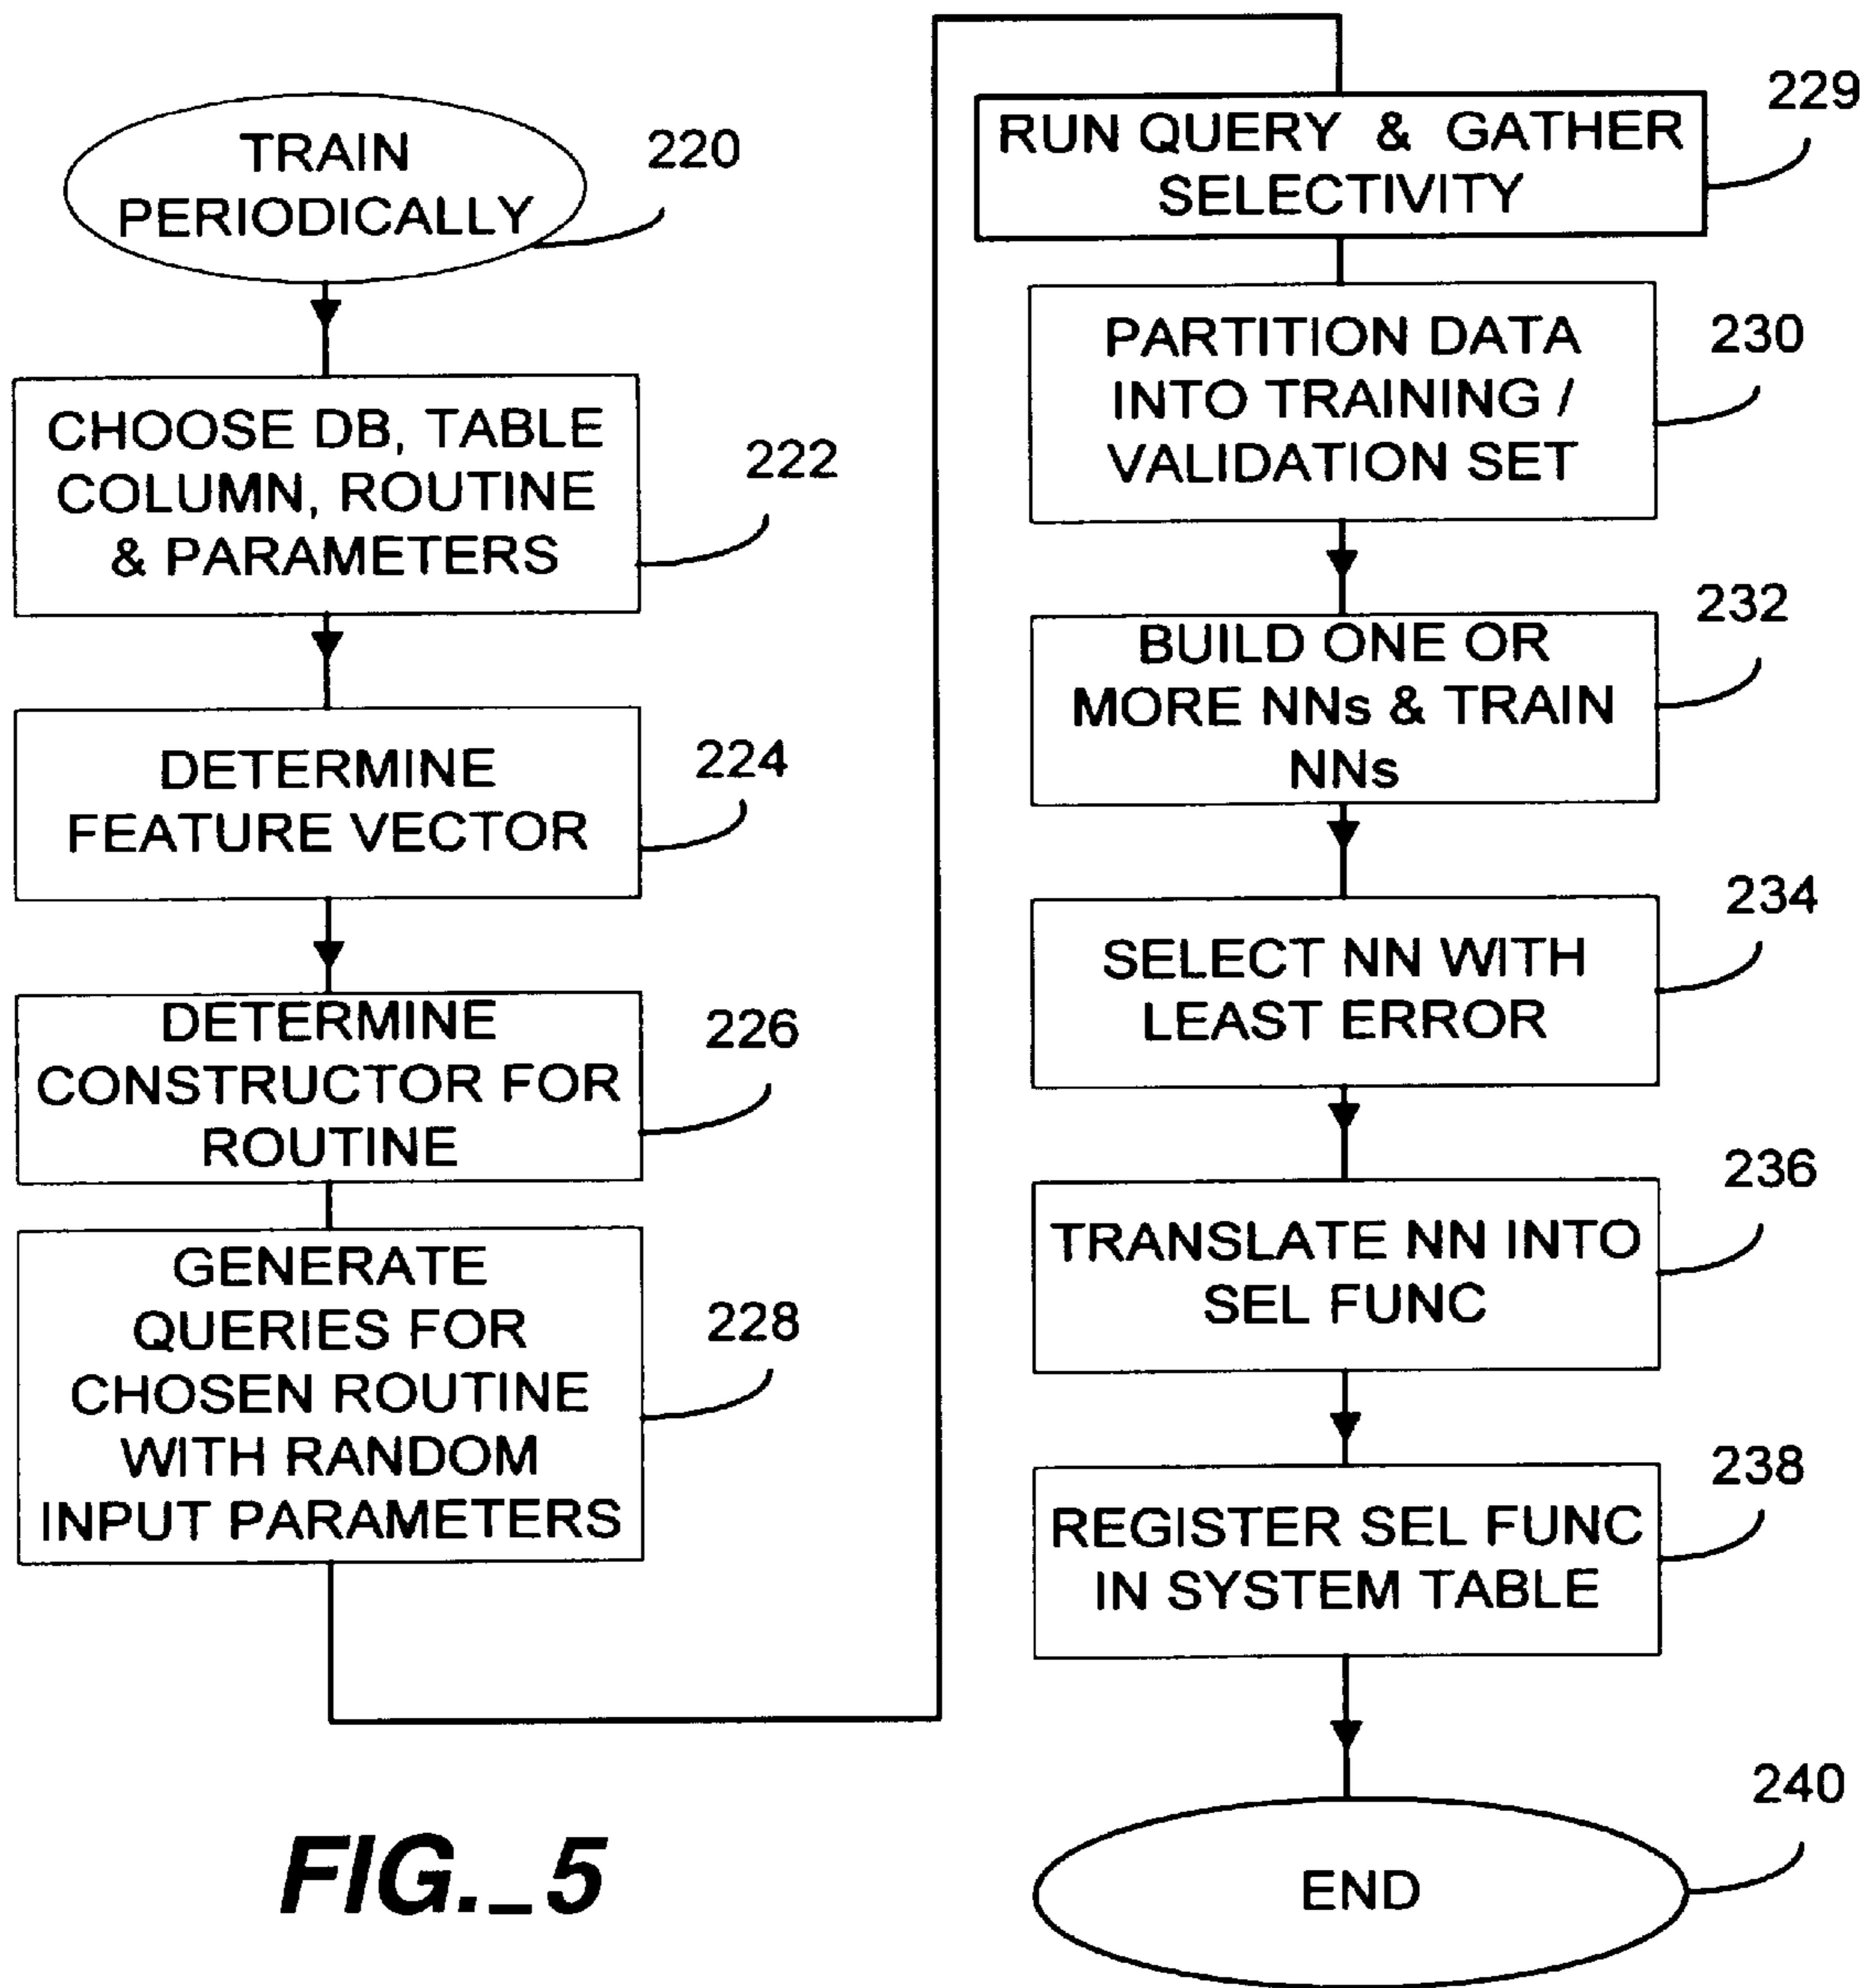 TRAIN
PERIODICALLY
220
CHOOSE DB, TABLE
COLUMN, ROUTINE
& PARAMETERS
222
DETERMINE
FEATURE VECTOR
224
DETERMINE
CONSTRUCTOR FOR
ROUTINE
226
GENERATE
QUERIES FOR
CHOSEN ROUTINE
WITH RANDOM
INPUT PARAMETERS
228
RUN QUERY & GATHER
SELECTIVITY
229
PARTITION DATA
INTO TRAINING /
VALIDATION SET
230
BUILD ONE OR
MORE NNs & TRAIN
NNs
232
SELECT NN WITH
LEAST ERROR
234
TRANSLATE NN INTO
SEL FUNC
236
REGISTER SEL FUNC
IN SYSTEM TABLE
238
END
240
FIG._5